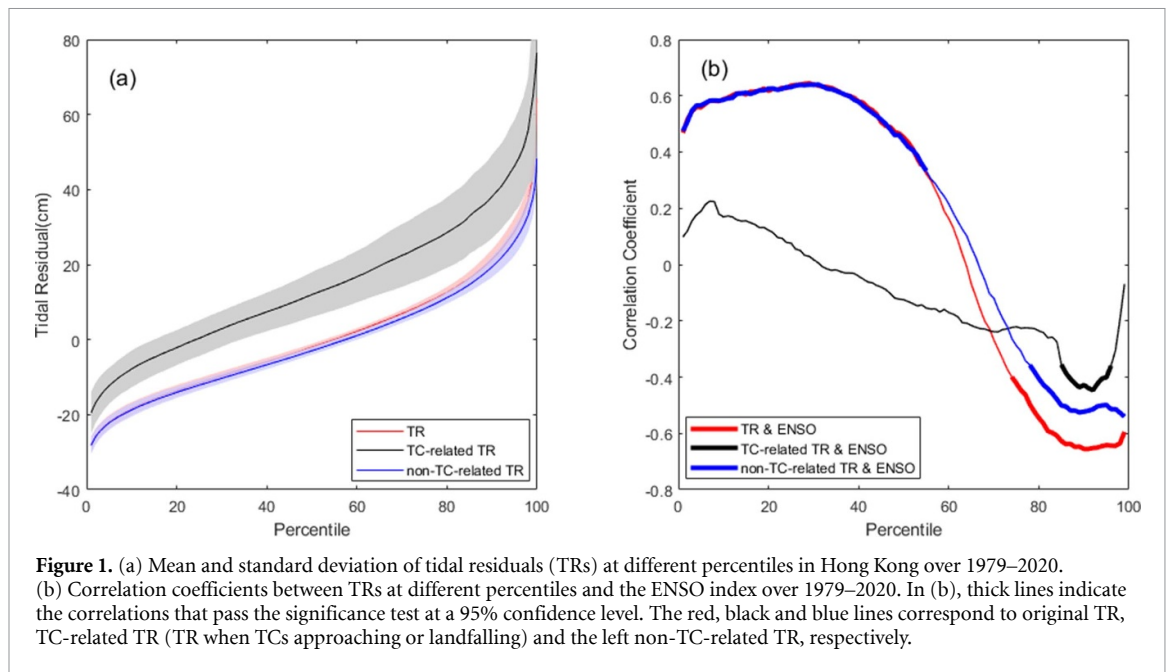 (a)
80
60
40
20
0
-20
-40
Tidal Residual(cm)
TR
TC-related TR
non-TC-related TR
0 20 40 60 80 100
Percentile
(b)
0.8
0.6
0.4
0.2
0
-0.2
-0.4
-0.6
-0.8
Correlation Coefficient
TR & ENSO
TC-related TR & ENSO
non-TC-related TR & ENSO
0 20 40 60 80 100
Percentile
Figure 1. (a) Mean and standard deviation of tidal residuals (TRs) at different percentiles in Hong Kong over 1979–2020.
(b) Correlation coefficients between TRs at different percentiles and the ENSO index over 1979–2020. In (b), thick lines indicate
the correlations that pass the significance test at a 95% confidence level. The red, black and blue lines correspond to original TR,
TC-related TR (TR when TCs approaching or landfalling) and the left non-TC-related TR, respectively.